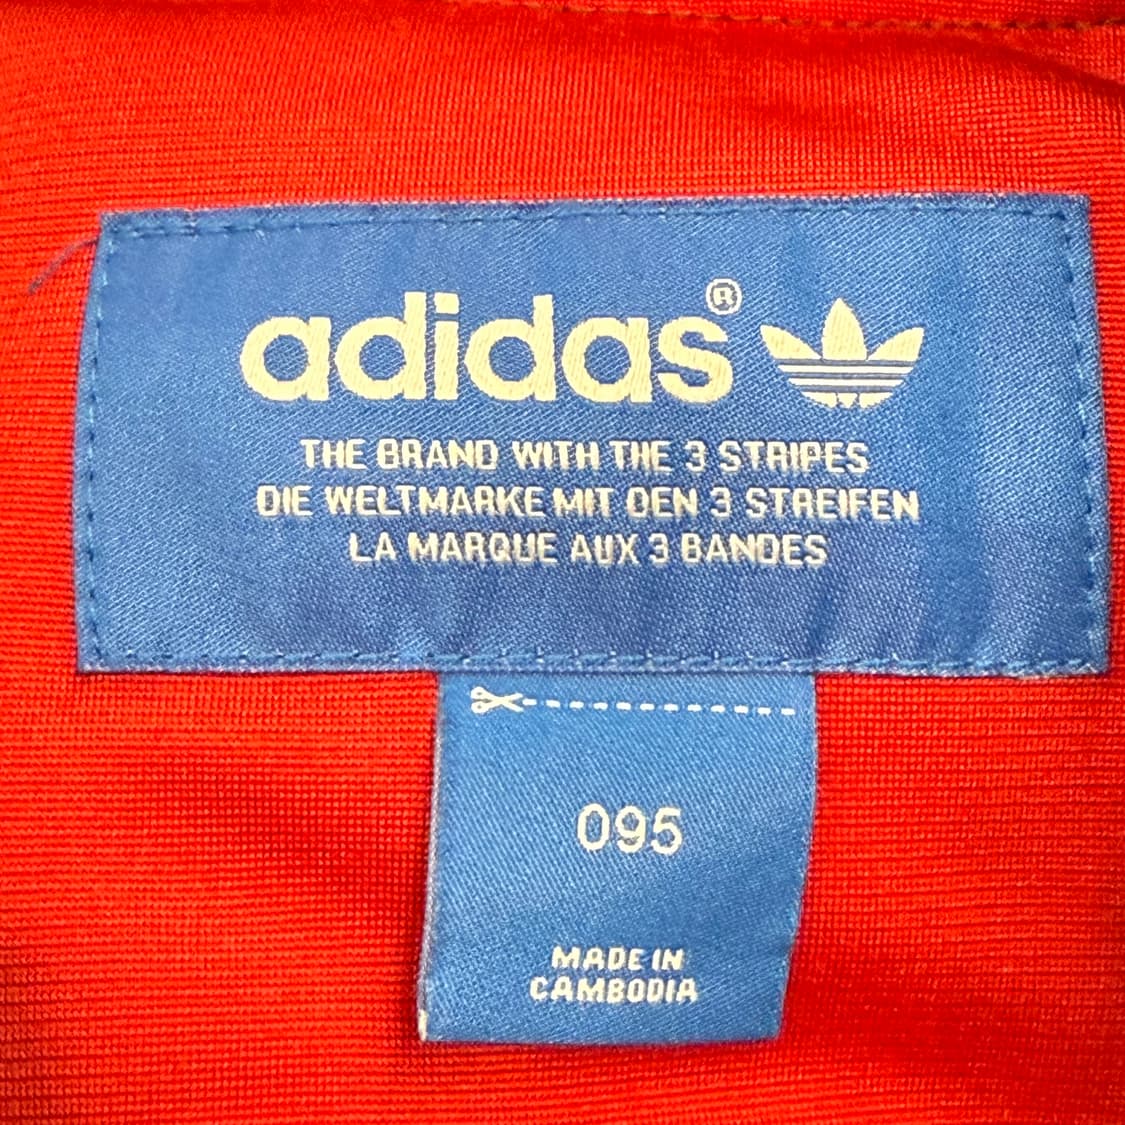 adidas®
THE BRAND WITH THE 3 STRIPES
DIE WELTMARKE MIT DEN 3 STREIFEN
LA MARQUE AUX 3 BANDES
095
MADE IN
CAMBODIA